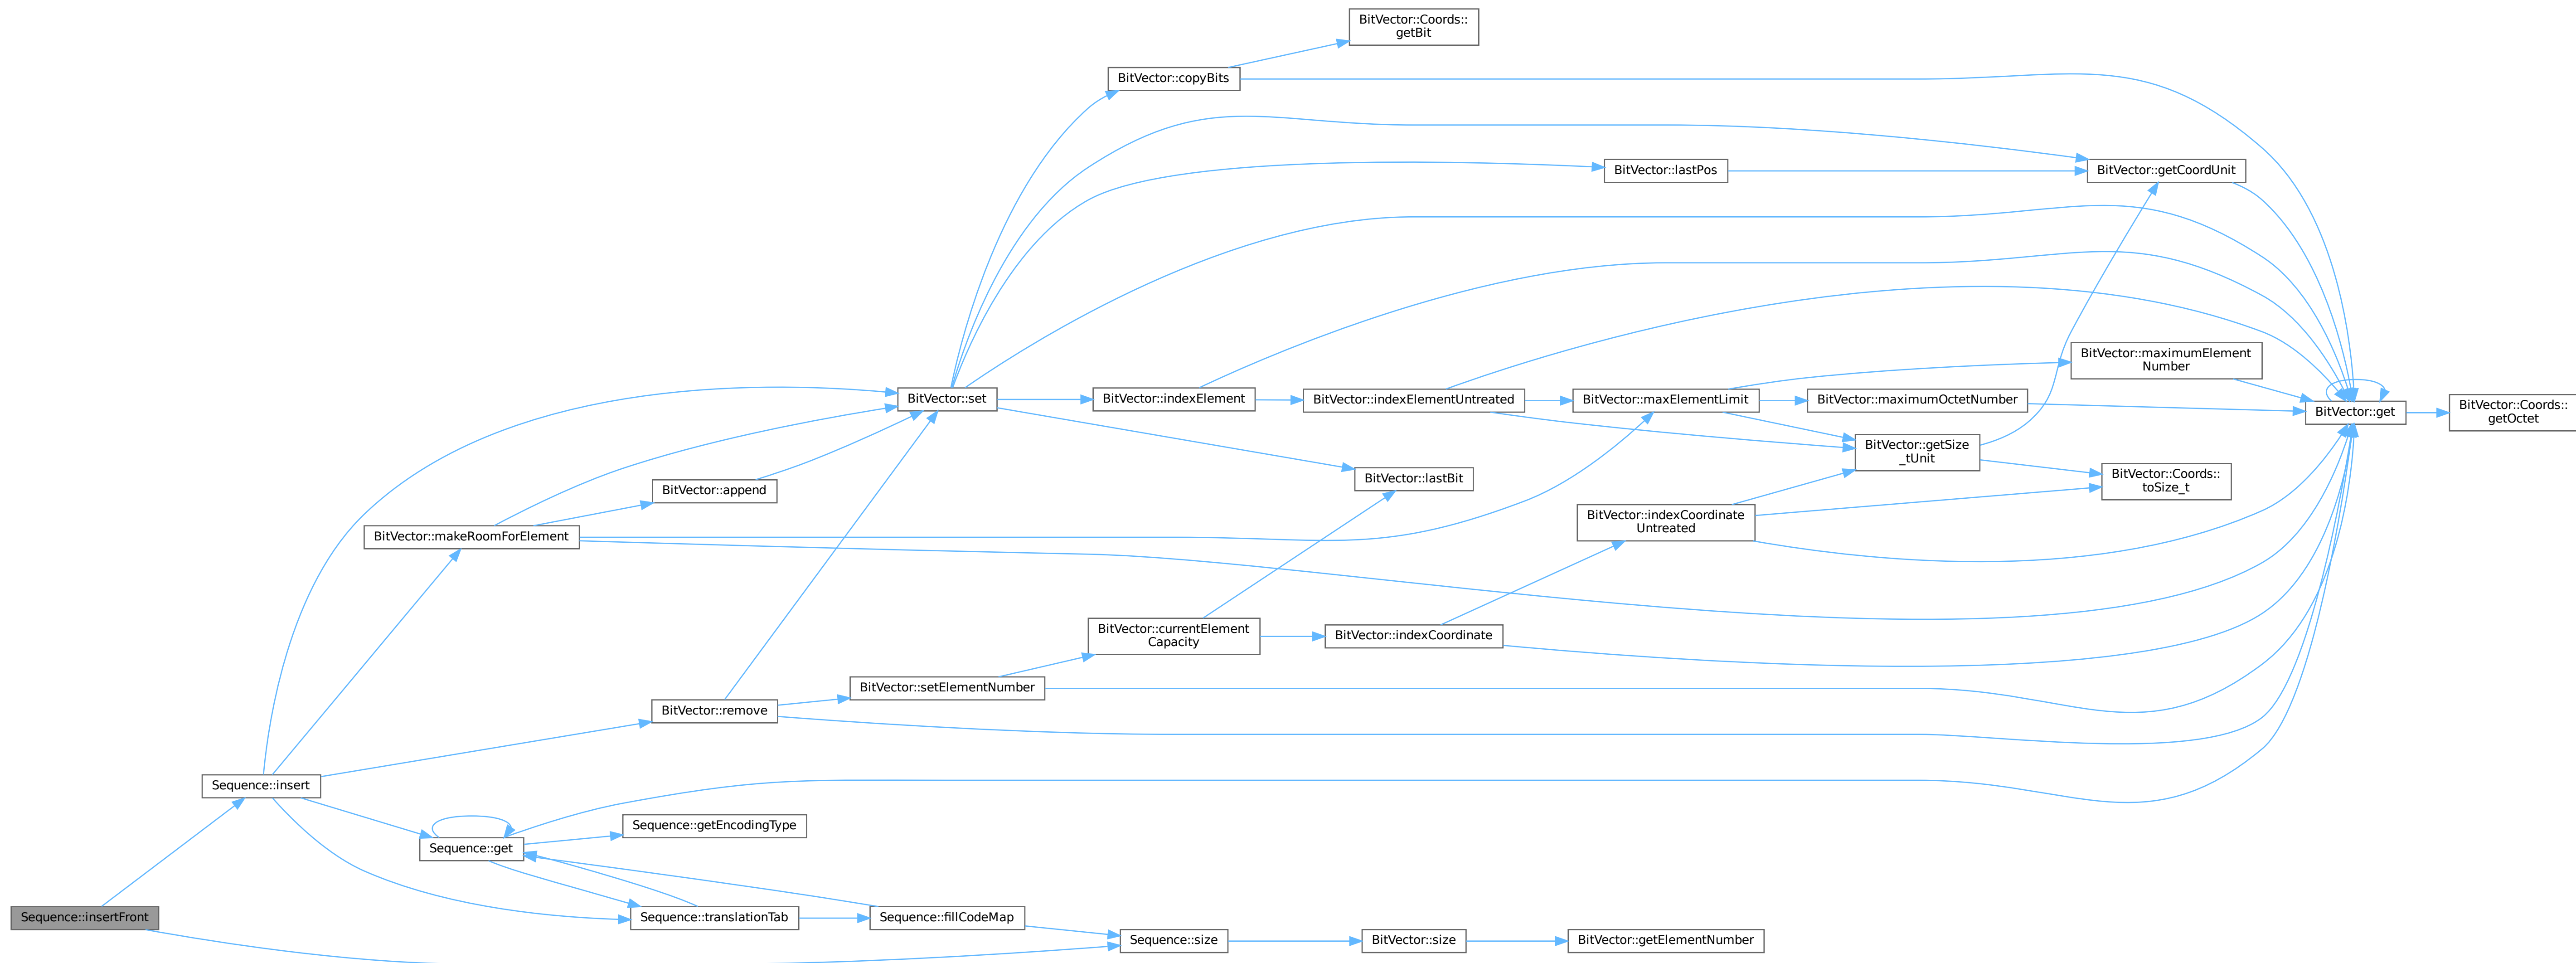 BitVector::Coords::
getBit
BitVector::copyBits
BitVector::lastPos
BitVector::getCoordUnit
BitVector::maximumElement
Number
BitVector::set
BitVector::indexElement
BitVector::indexElementUntreated
BitVector::maxElementLimit
BitVector::maximumOctetNumber
BitVector::get
BitVector::Coords::
getOctet
BitVector::getSize
_tUnit
BitVector::append
BitVector::lastBit
BitVector::Coords::
toSize_t
BitVector::makeRoomForElement
BitVector::indexCoordinate
Untreated
BitVector::currentElement
Capacity
BitVector::indexCoordinate
BitVector::setElementNumber
BitVector::remove
Sequence::insert
Sequence::getEncodingType
Sequence::get
Sequence::insertFront
Sequence::translationTab
Sequence::fillCodeMap
Sequence::size
BitVector::size
BitVector::getElementNumber